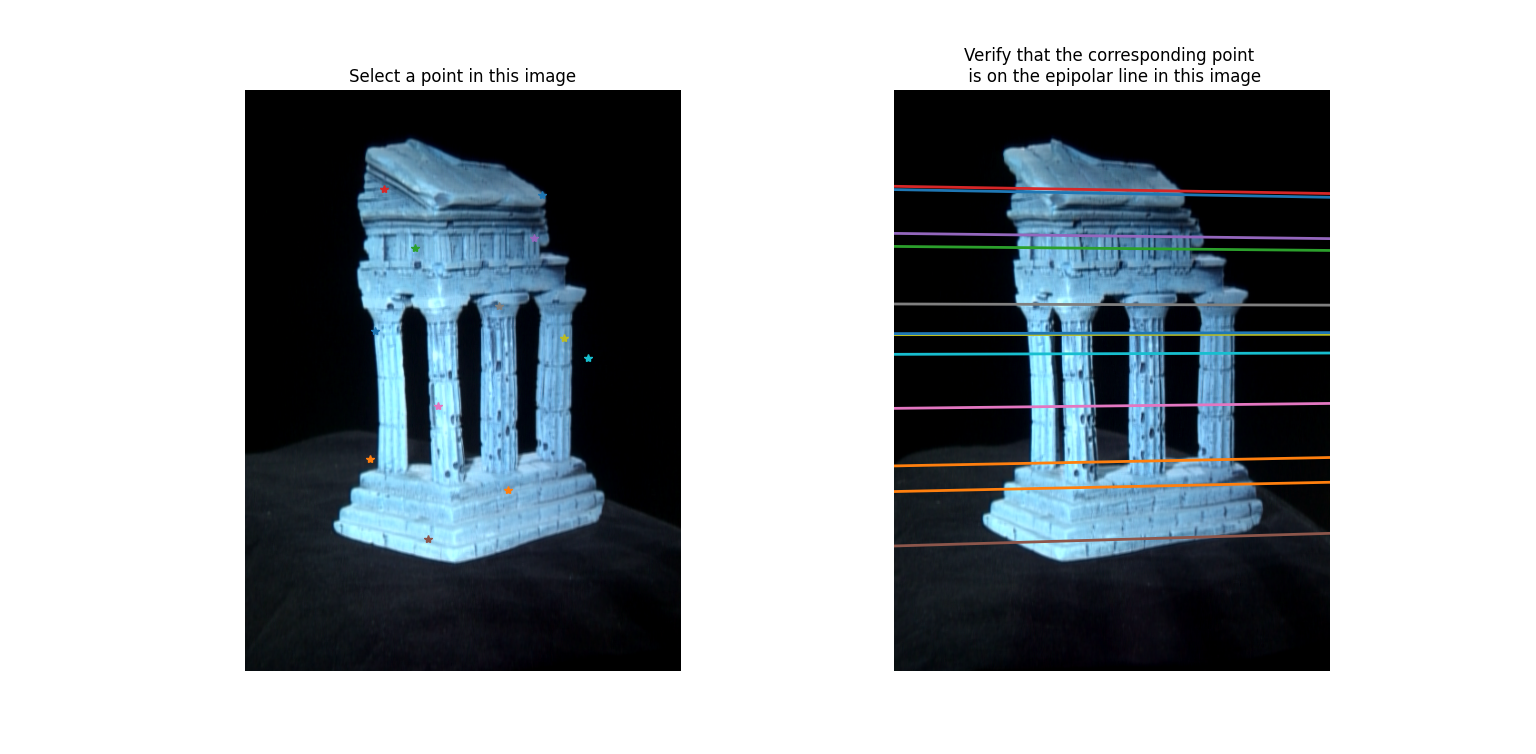 Select a point in this image
Verify that the corresponding point
is on the epipolar line in this image